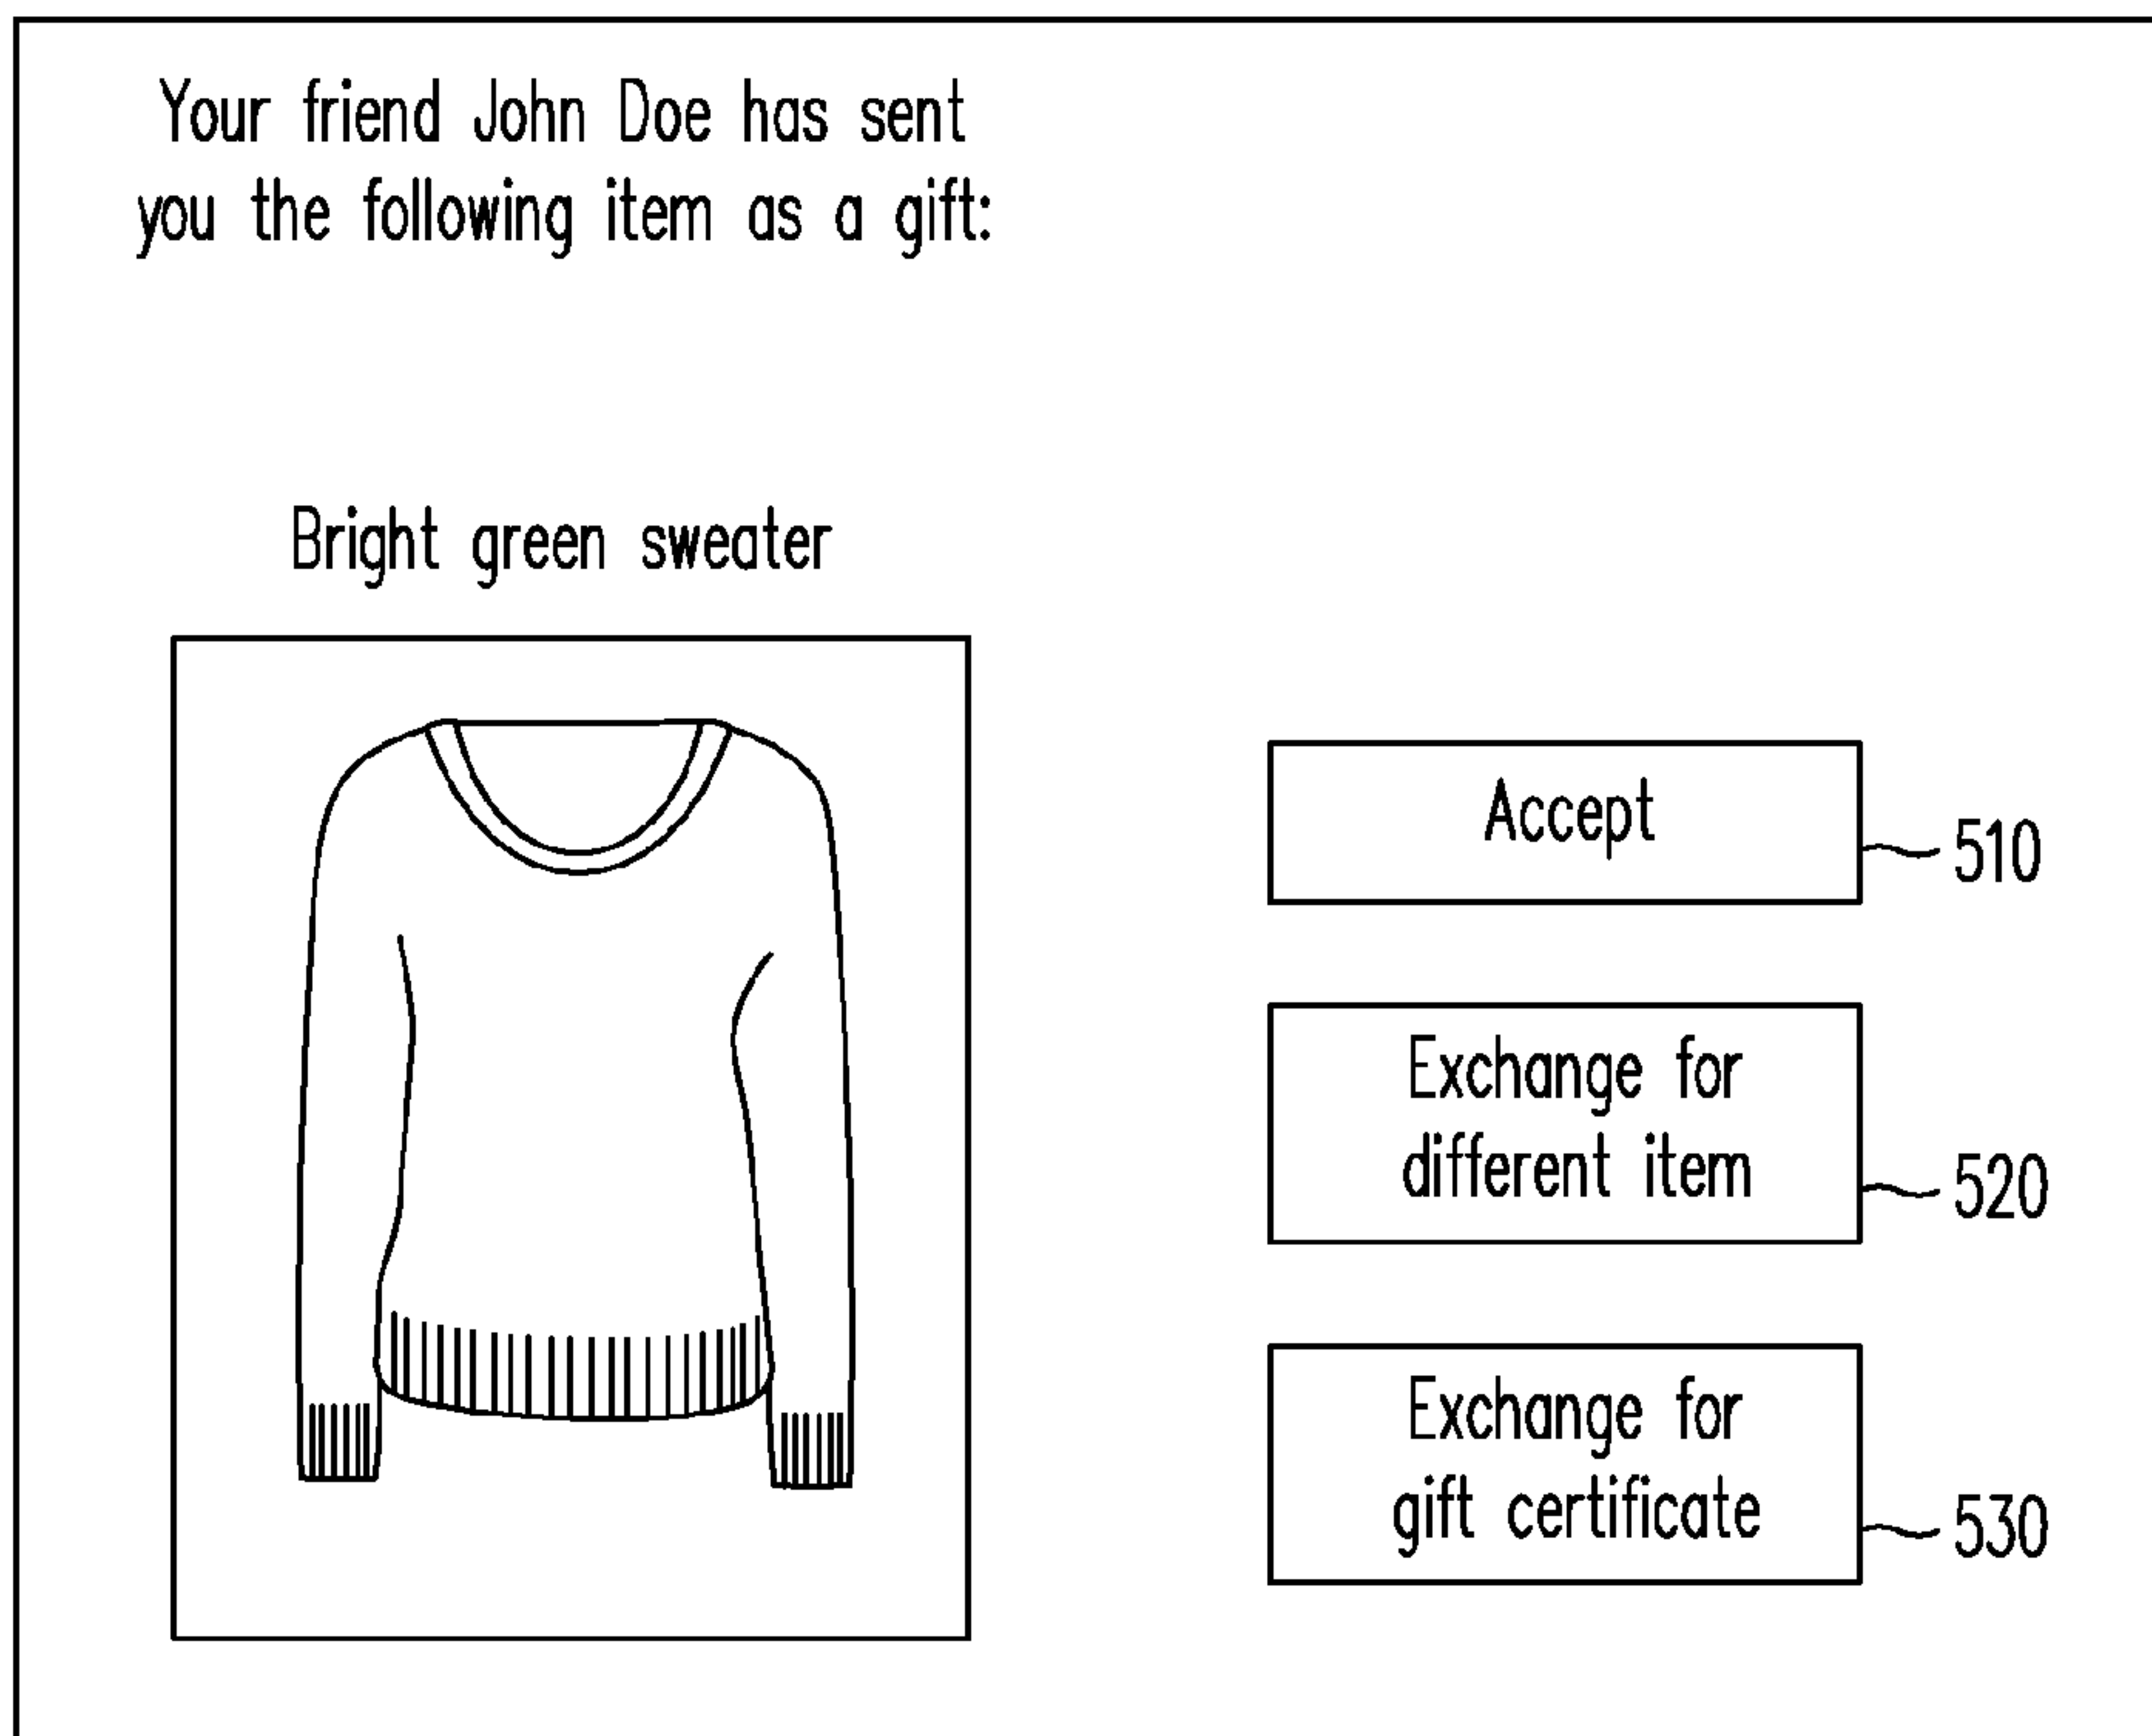 Your friend John Doe has sent
you the following item as a gift:
Bright green sweater
Accept
510
Exchange for
different item
520
Exchange for
gift certificate
530